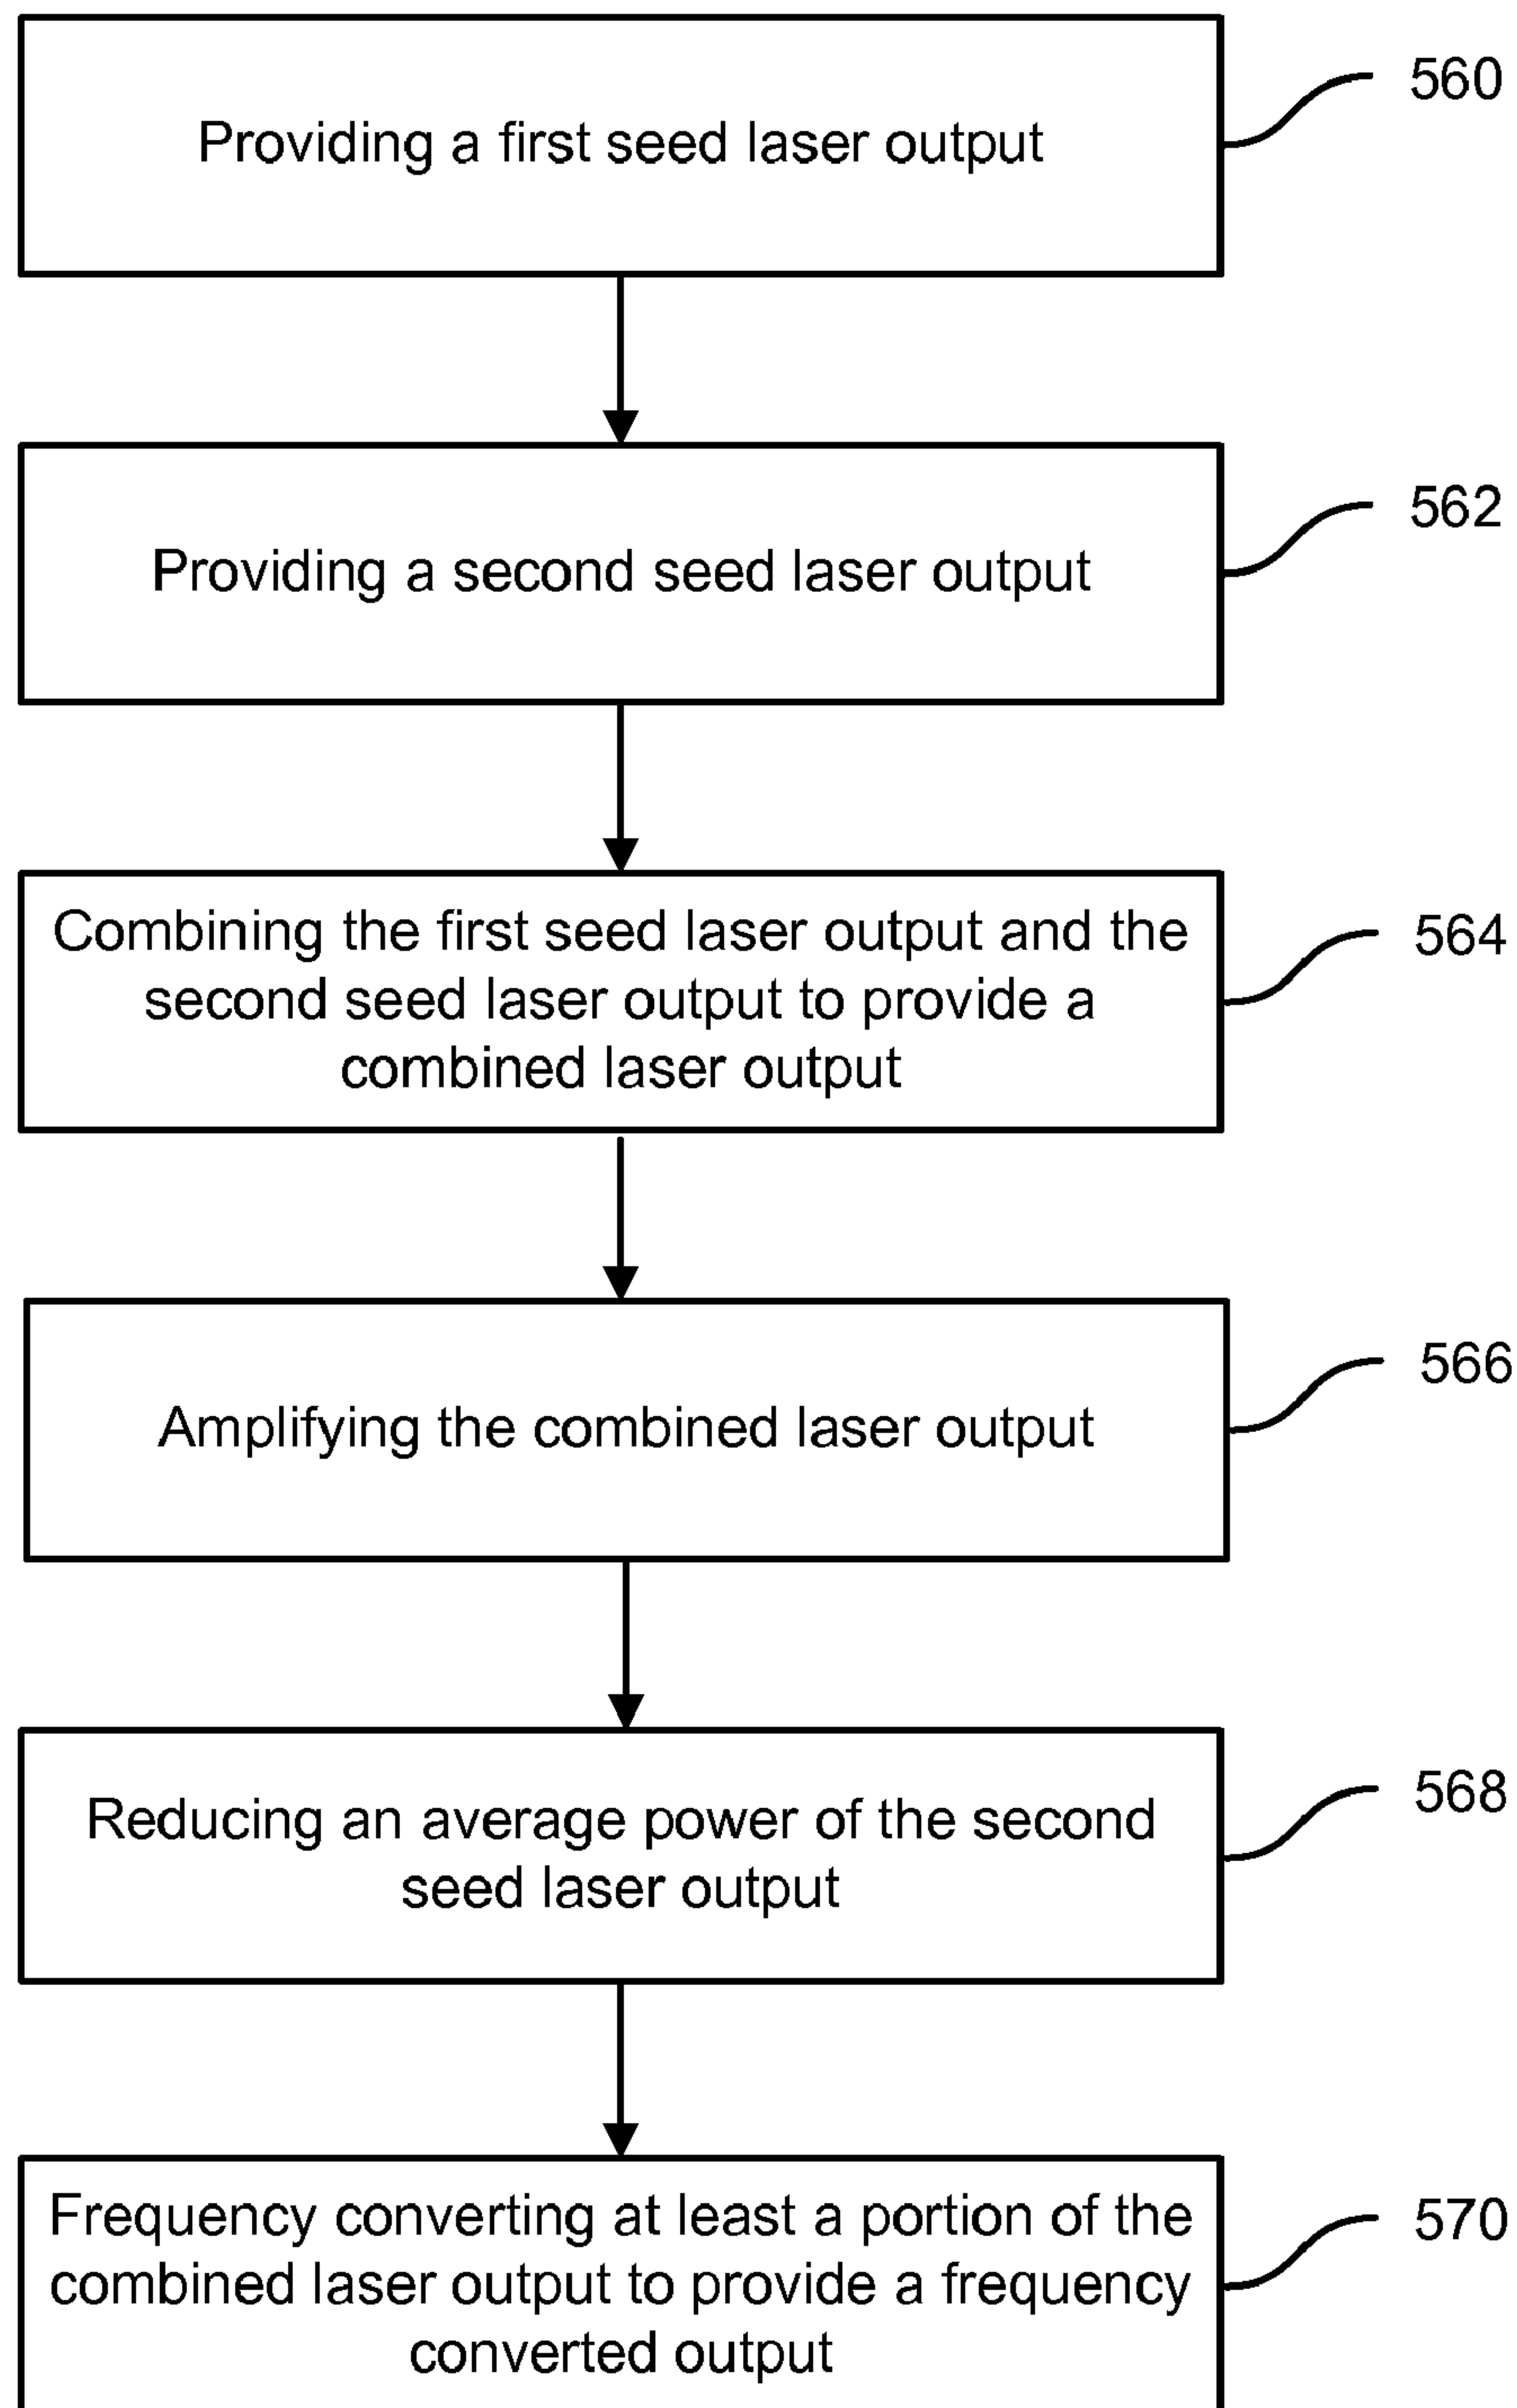 Providing a first seed laser output
560
Providing a second seed laser output
562
Combining the first seed laser output and the
second seed laser output to provide a
combined laser output
564
Amplifying the combined laser output
566
Reducing an average power of the second
seed laser output
568
Frequency converting at least a portion of the
combined laser output to provide a frequency
converted output
570